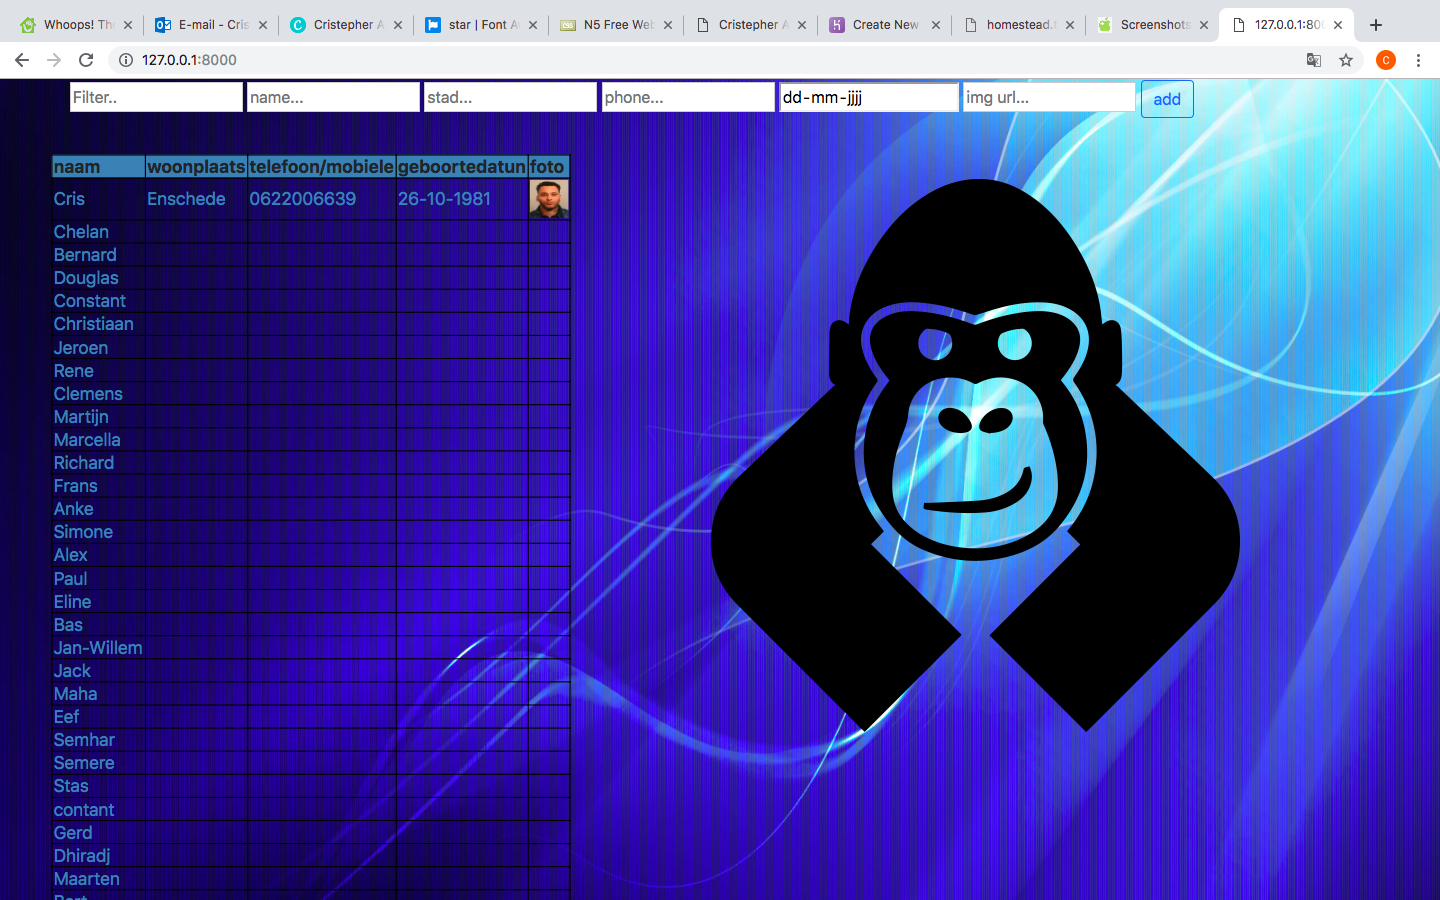 Whoops! Th
E-mail - Cris
Cristepher A
star | Font A
N5 Free Web
Cristepher A
Create New
homestead.t
Screenshots
127.0.0.1:800
127.0.0.1:8000
C
Filter.. name... stad... phone... dd-mm-jjjj img url... add
naam woonplaats telefoon/mobiele geboortedatun foto
Cris Enschede 0622006639 26-10-1981
Chelan
Bernard
Douglas
Constant
Christiaan
Jeroen
Rene
Clemens
Martijn
Marcella
Richard
Frans
Anke
Simone
Alex
Paul
Eline
Bas
Jan-Willem
Jack
Maha
Eef
Semhar
Semere
Stas
contant
Gerd
Dhiradj
Maarten